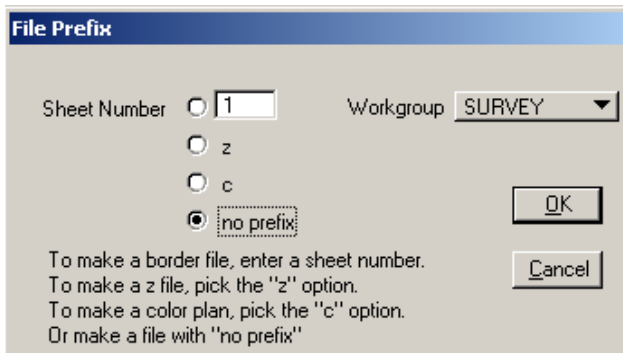 File Prefix
Sheet Number 1 Workgroup SURVEY
z
c
no prefix
OK
Cancel
To make a border file, enter a sheet number.
To make a z file, pick the "z" option.
To make a color plan, pick the "c" option.
Or make a file with "no prefix"